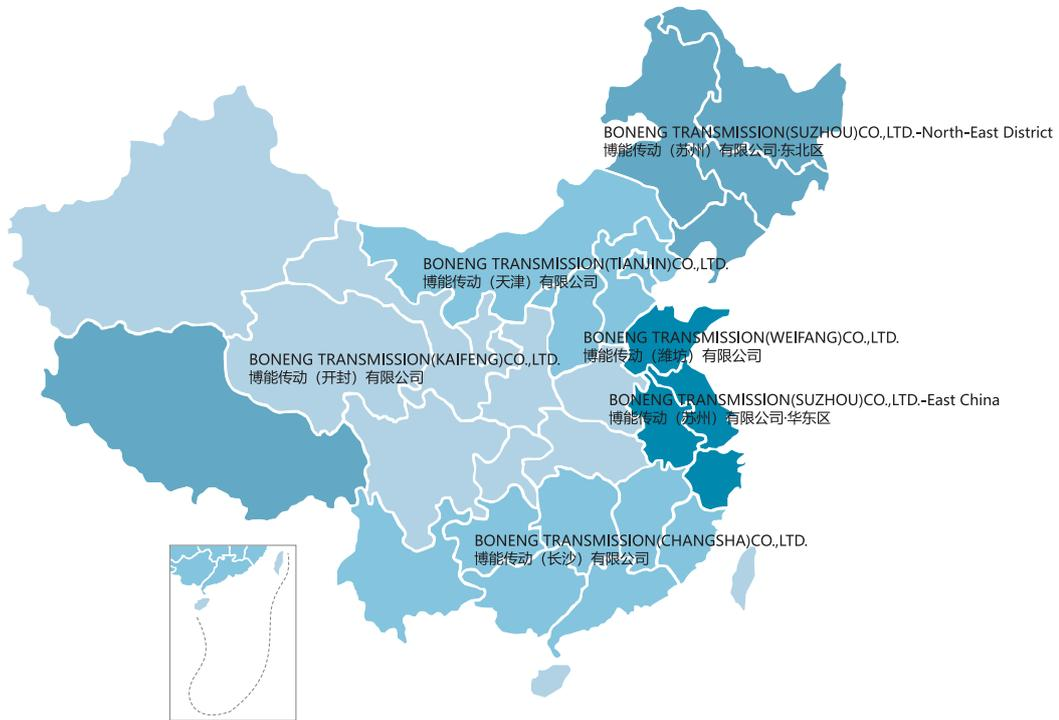 BONENG TRANSMISSION(SUZHOU)CO.,LTD.-North-East District
博能传动（苏州）有限公司·东北区
BONENG TRANSMISSION(TIANJIN)CO.,LTD.
博能传动（天津）有限公司
BONENG TRANSMISSION(WEIFANG)CO.,LTD.
博能传动（潍坊）有限公司
BONENG TRANSMISSION(KAIFENG)CO.,LTD.
博能传动（开封）有限公司
BONENG TRANSMISSION(SUZHOU)CO.,LTD.-East China
博能传动（苏州）有限公司·华东区
BONENG TRANSMISSION(CHANGSHA)CO.,LTD.
博能传动（长沙）有限公司